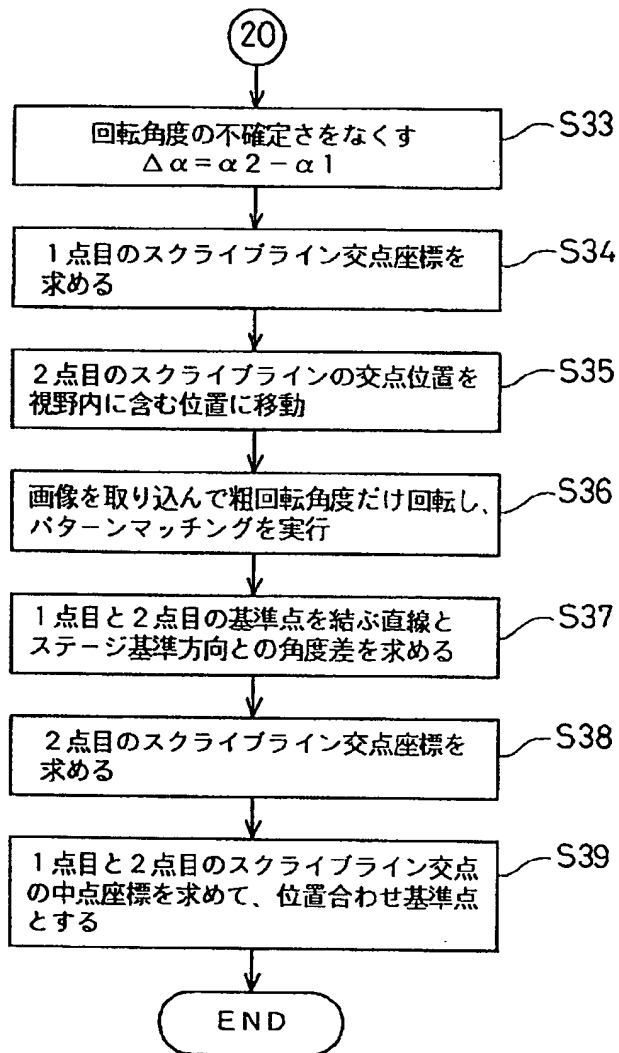 20
回転角度の不確定さをなくす
△α=α2-α1
S33
1点目のスクライブライン交点座標を
求める
S34
2点目のスクライブラインの交点位置を
視野内に含む位置に移動
S35
画像を取り込んで粗回転角度だけ回転し、
パターンマッチングを実行
S36
1点目と2点目の基準点を結ぶ直線と
ステージ基準方向との角度差を求める
S37
2点目のスクライブライン交点座標を
求める
S38
1点目と2点目のスクライブライン交点
の中点座標を求めて、位置合わせ基準点
とする
S39
END